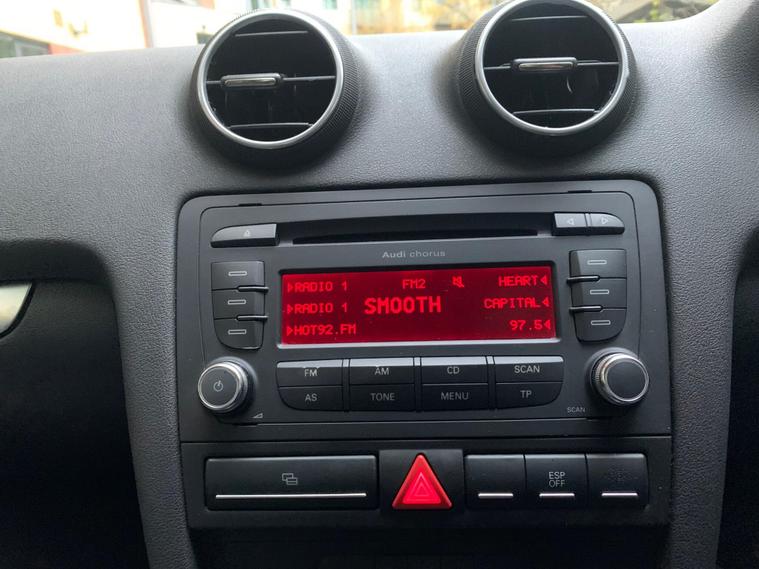 Audi chorus
RADIO 1 FM2 HEART
RADIO 1 SMOOTH CAPITAL
HOT92.FM 97.5
FM AM CD SCAN
AS TONE MENU TP
SCAN
ESP
OFF